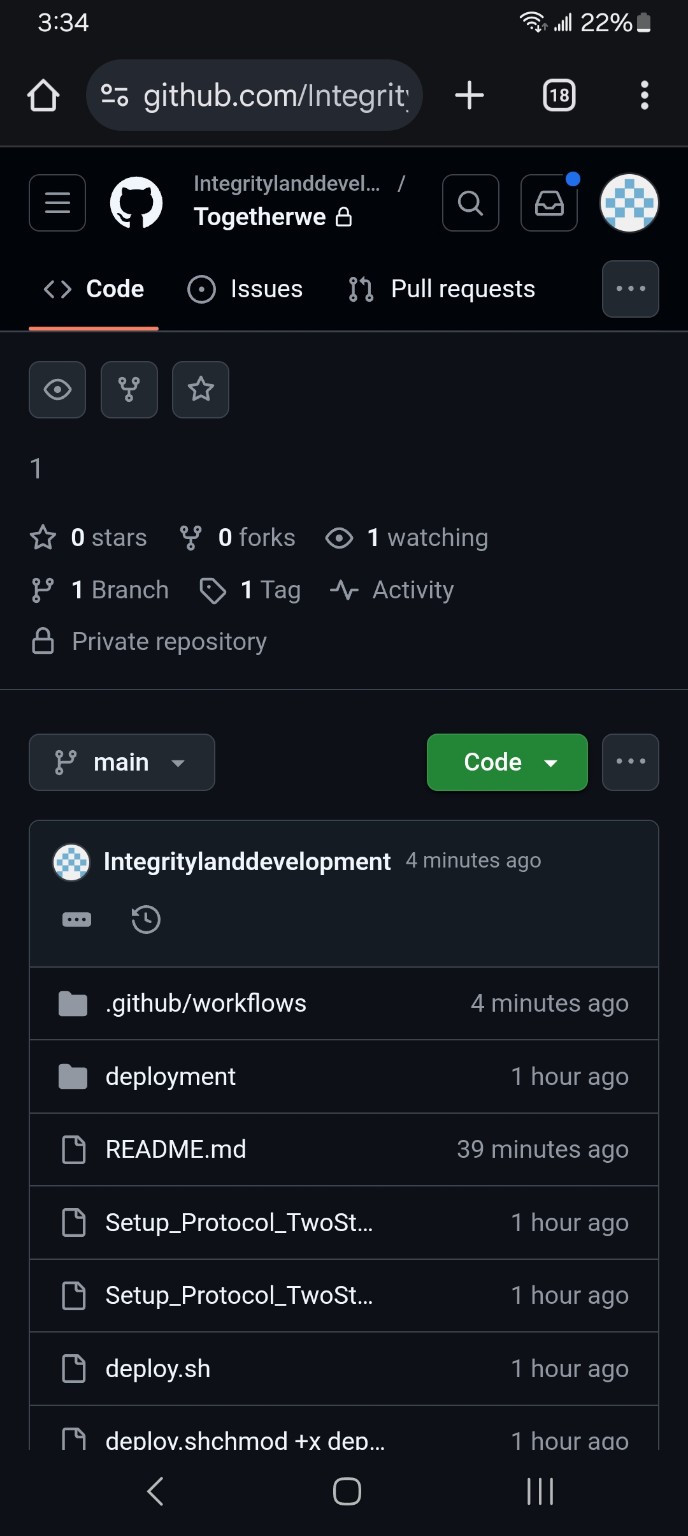 3:34 22%
github.com/Integrity 18
Integritylanddevel... /
Togetherwe
Code Issues Pull requests
1
0 stars 0 forks 1 watching
1 Branch 1 Tag Activity
Private repository
main Code
Integritylanddevelopment 4 minutes ago
.github/workflows 4 minutes ago
deployment 1 hour ago
README.md 39 minutes ago
Setup_Protocol_TwoSt... 1 hour ago
Setup_Protocol_TwoSt... 1 hour ago
deploy.sh 1 hour ago
deploy.shchmod +x dep... 1 hour ago